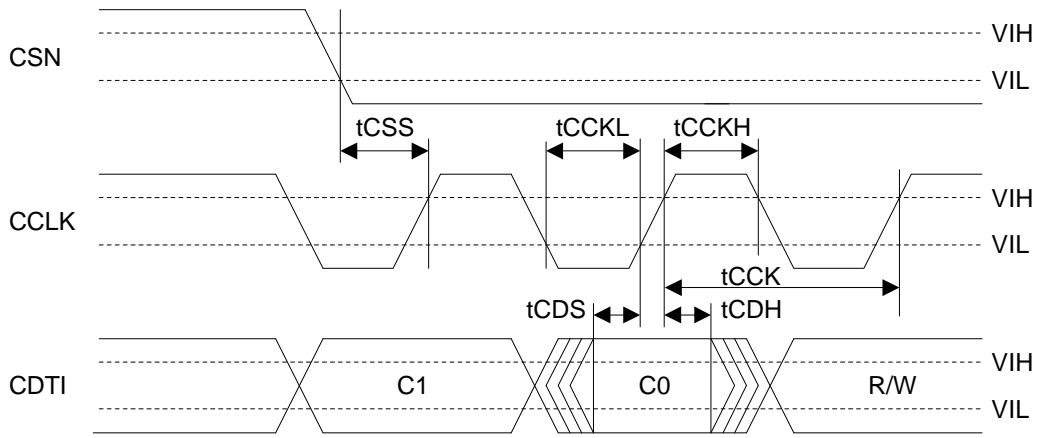 CSN
VIH
VIL
tCSS
tCCKL
tCCKH
CCLK
VIH
VIL
tCCK
tCDS
tCDH
CDTI
C1
C0
R/W
VIH
VIL